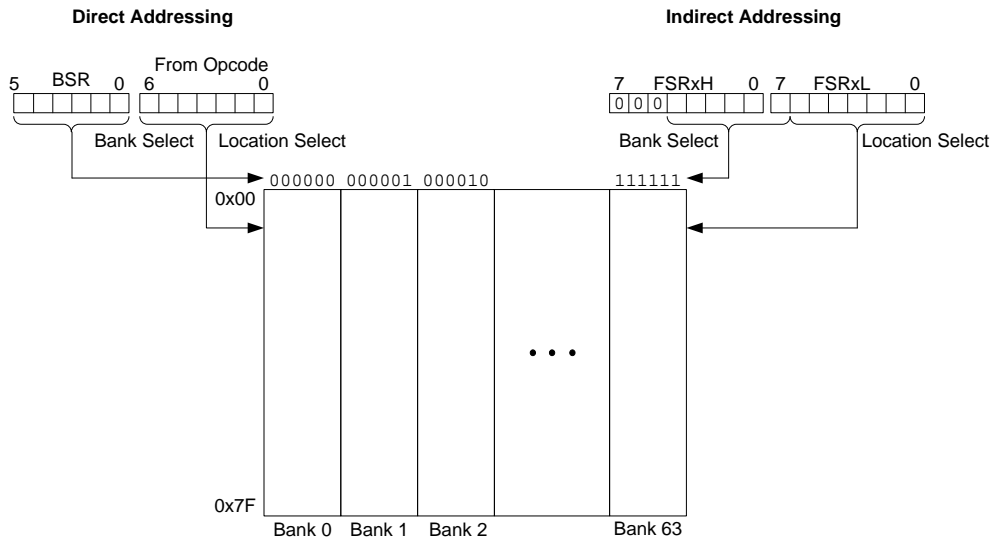 Direct Addressing
Indirect Addressing
From Opcode
5 BSR 0 6 0
7 FSRxH 0 7 FSRxL 0
0 0 0
Bank Select Location Select
Bank Select Location Select
000000 000001 000010 111111
0x00
0x7F
Bank 0 Bank 1 Bank 2 Bank 63